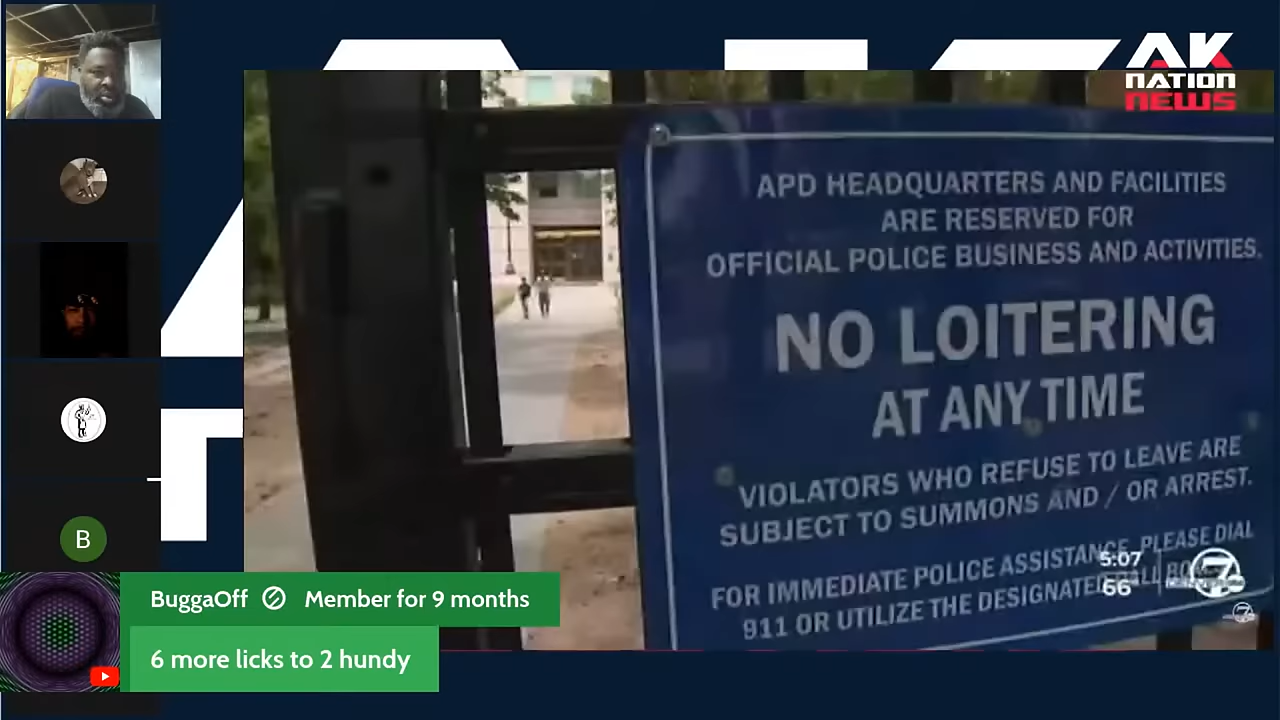 AK
NATION
NEWS
APD HEADQUARTERS AND FACILITIES
ARE RESERVED FOR
OFFICIAL POLICE BUSINESS AND ACTIVITIES.
NO LOITERING
AT ANY TIME
VIOLATORS WHO REFUSE TO LEAVE ARE
SUBJECT TO SUMMONS AND / OR ARREST.
FOR IMMEDIATE POLICE ASSISTANCE, PLEASE DIAL
911 OR UTILIZE THE DESIGNATED CALL BOX
5:07
66
7
DENVER
B
BuggaOff Member for 9 months
6 more licks to 2 hundy